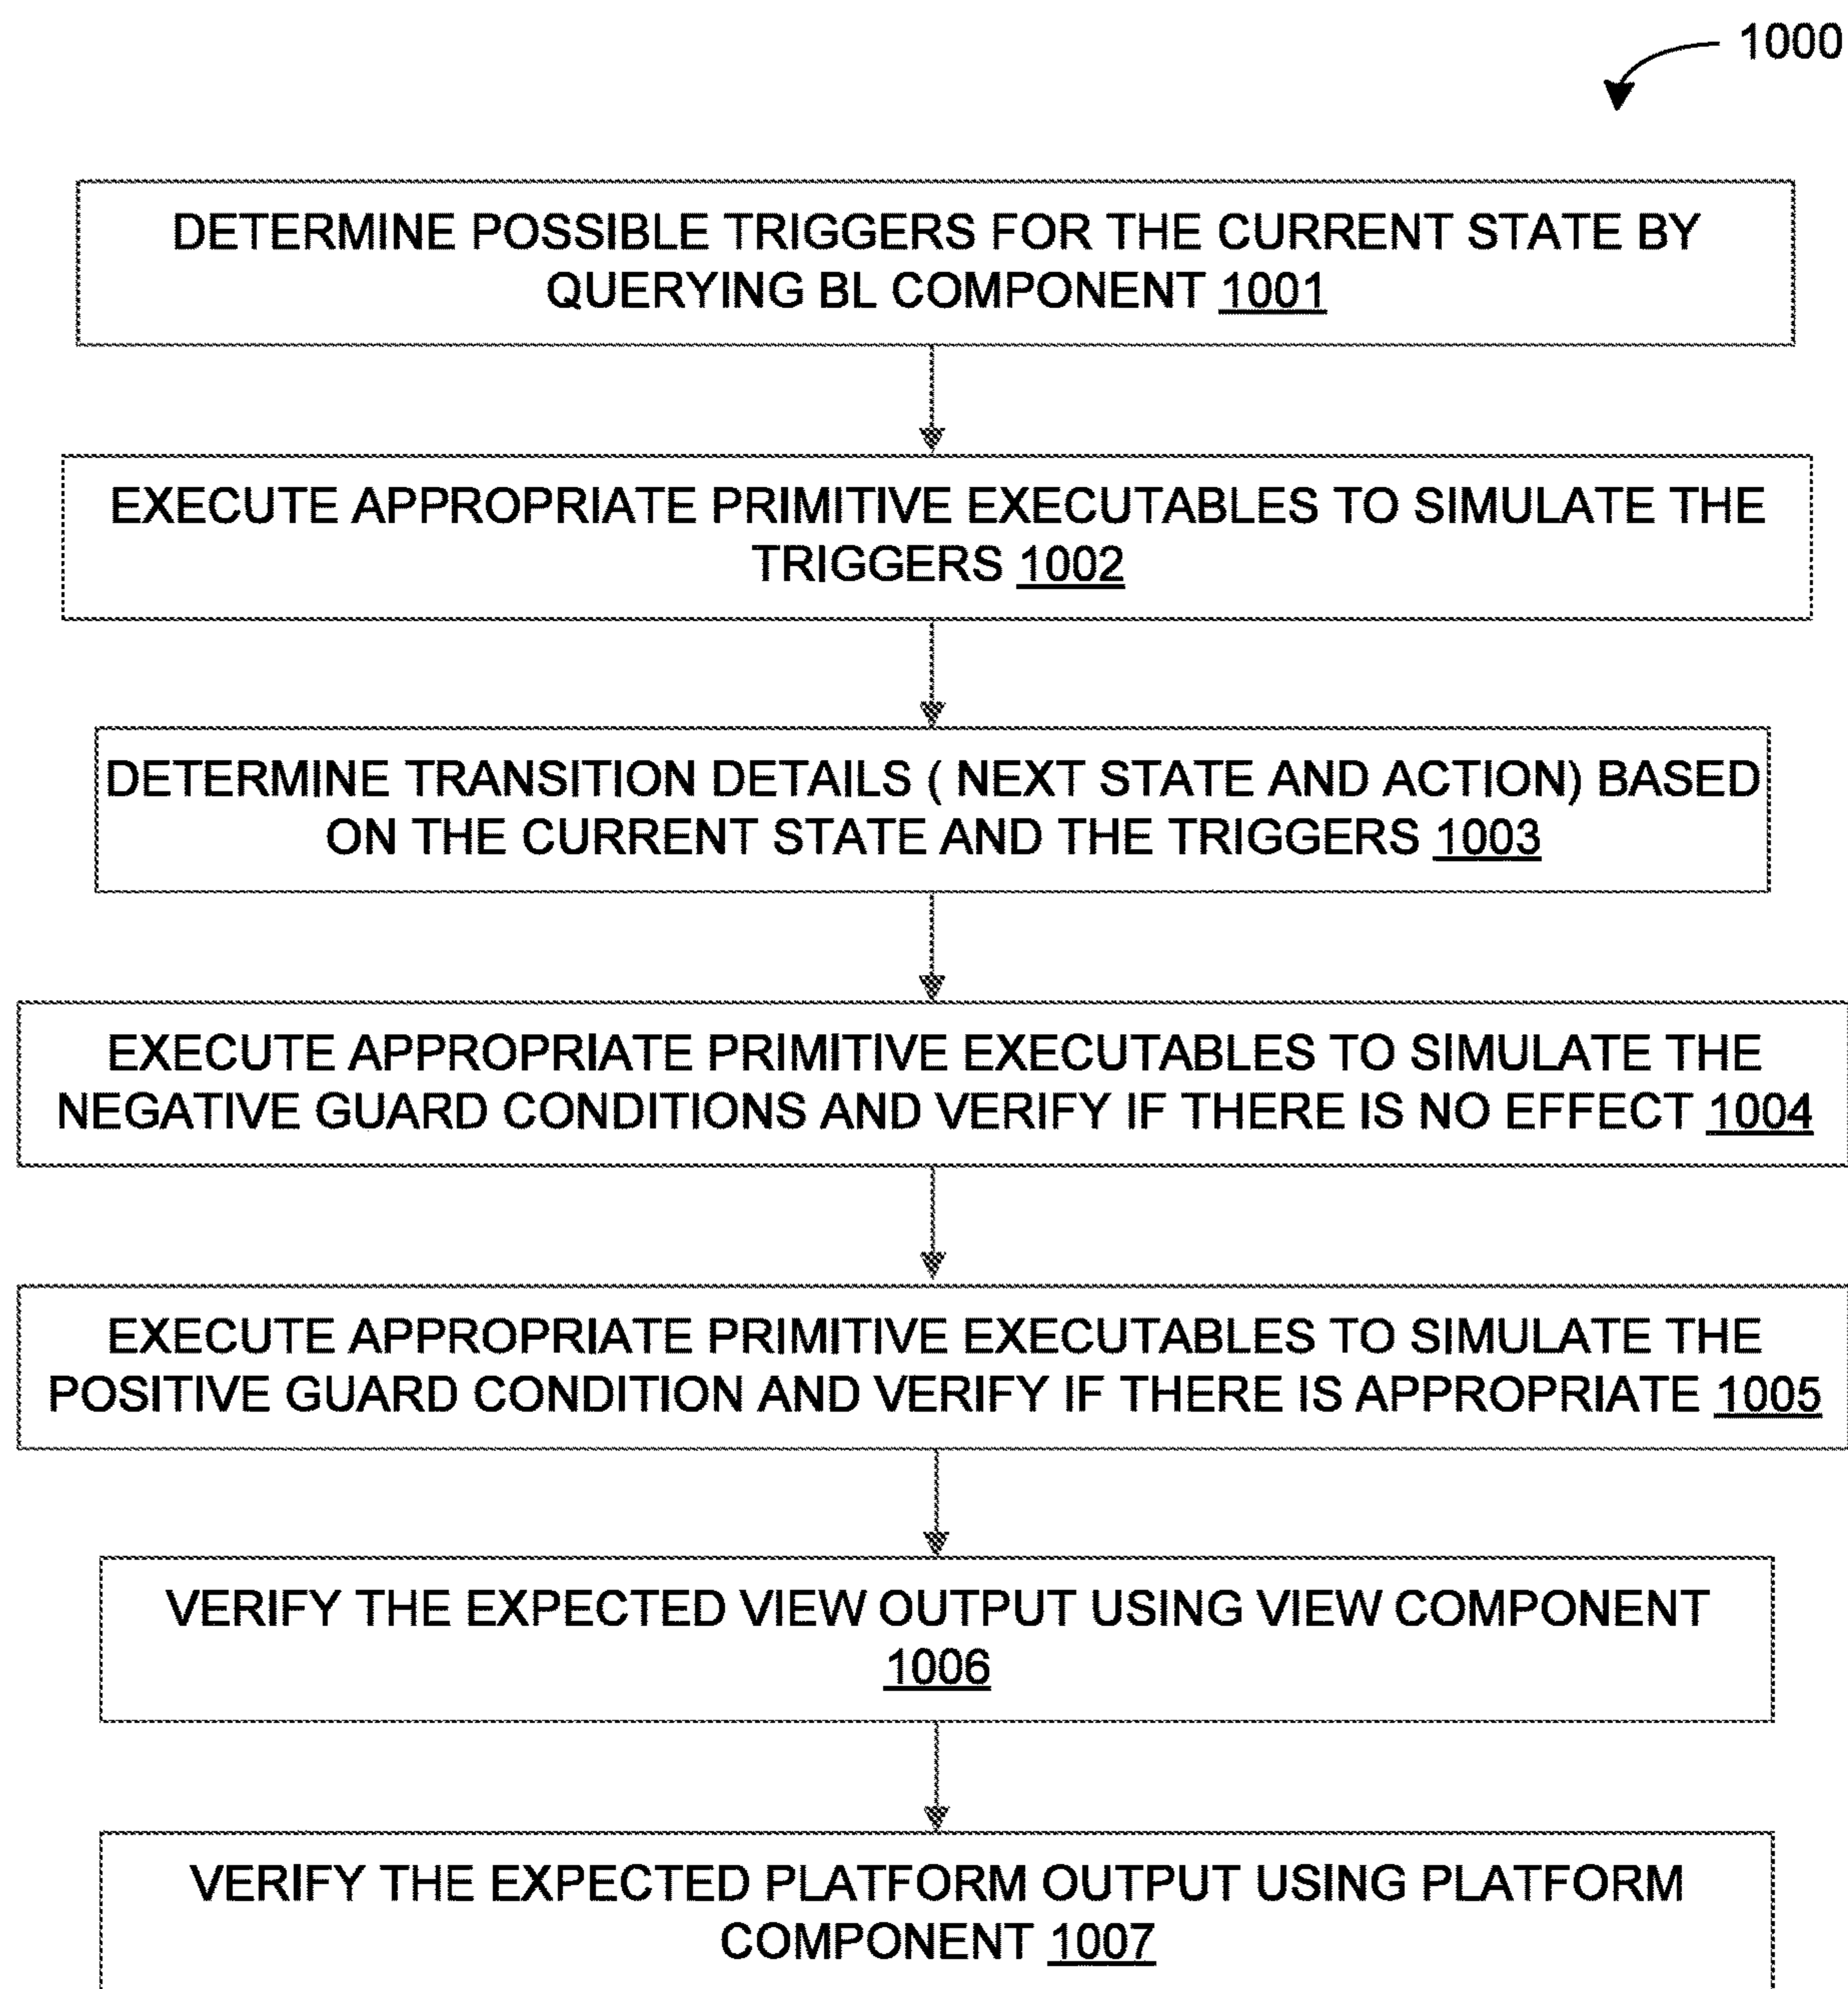 1000
DETERMINE POSSIBLE TRIGGERS FOR THE CURRENT STATE BY
QUERYING BL COMPONENT 1001
EXECUTE APPROPRIATE PRIMITIVE EXECUTABLES TO SIMULATE THE
TRIGGERS 1002
DETERMINE TRANSITION DETAILS ( NEXT STATE AND ACTION) BASED
ON THE CURRENT STATE AND THE TRIGGERS 1003
EXECUTE APPROPRIATE PRIMITIVE EXECUTABLES TO SIMULATE THE
NEGATIVE GUARD CONDITIONS AND VERIFY IF THERE IS NO EFFECT 1004
EXECUTE APPROPRIATE PRIMITIVE EXECUTABLES TO SIMULATE THE
POSITIVE GUARD CONDITION AND VERIFY IF THERE IS APPROPRIATE 1005
VERIFY THE EXPECTED VIEW OUTPUT USING VIEW COMPONENT
1006
VERIFY THE EXPECTED PLATFORM OUTPUT USING PLATFORM
COMPONENT 1007